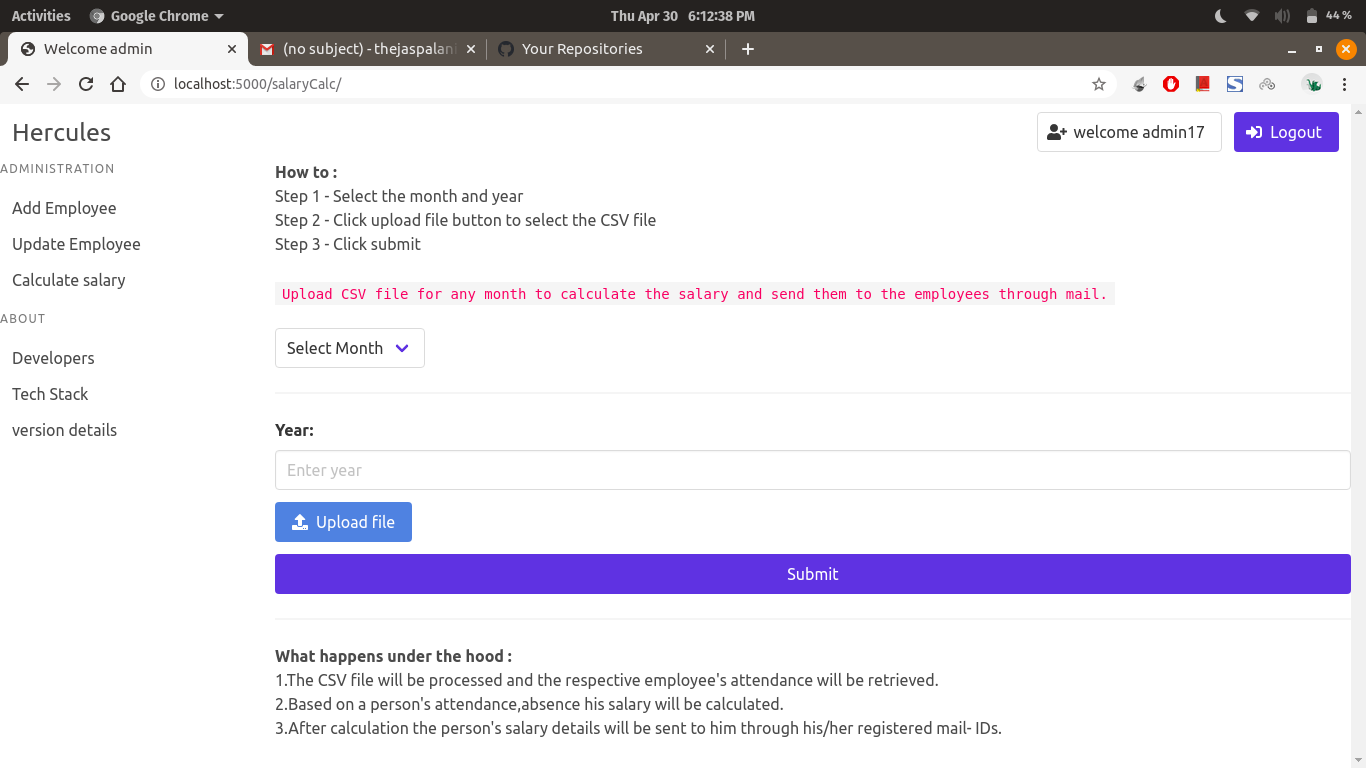 Activities Google Chrome Thu Apr 30 6:12:38 PM 44 %
Welcome admin (no subject) - thejaspalani Your Repositories
localhost:5000/salaryCalc/
Hercules welcome admin17 Logout
ADMINISTRATION
Add Employee
Update Employee
Calculate salary
ABOUT
Developers
Tech Stack
version details
How to :
Step 1 - Select the month and year
Step 2 - Click upload file button to select the CSV file
Step 3 - Click submit
Upload CSV file for any month to calculate the salary and send them to the employees through mail.
Select Month
Year:
Enter year
Upload file
Submit
What happens under the hood :
1.The CSV file will be processed and the respective employee's attendance will be retrieved.
2.Based on a person's attendance,absence his salary will be calculated.
3.After calculation the person's salary details will be sent to him through his/her registered mail- IDs.